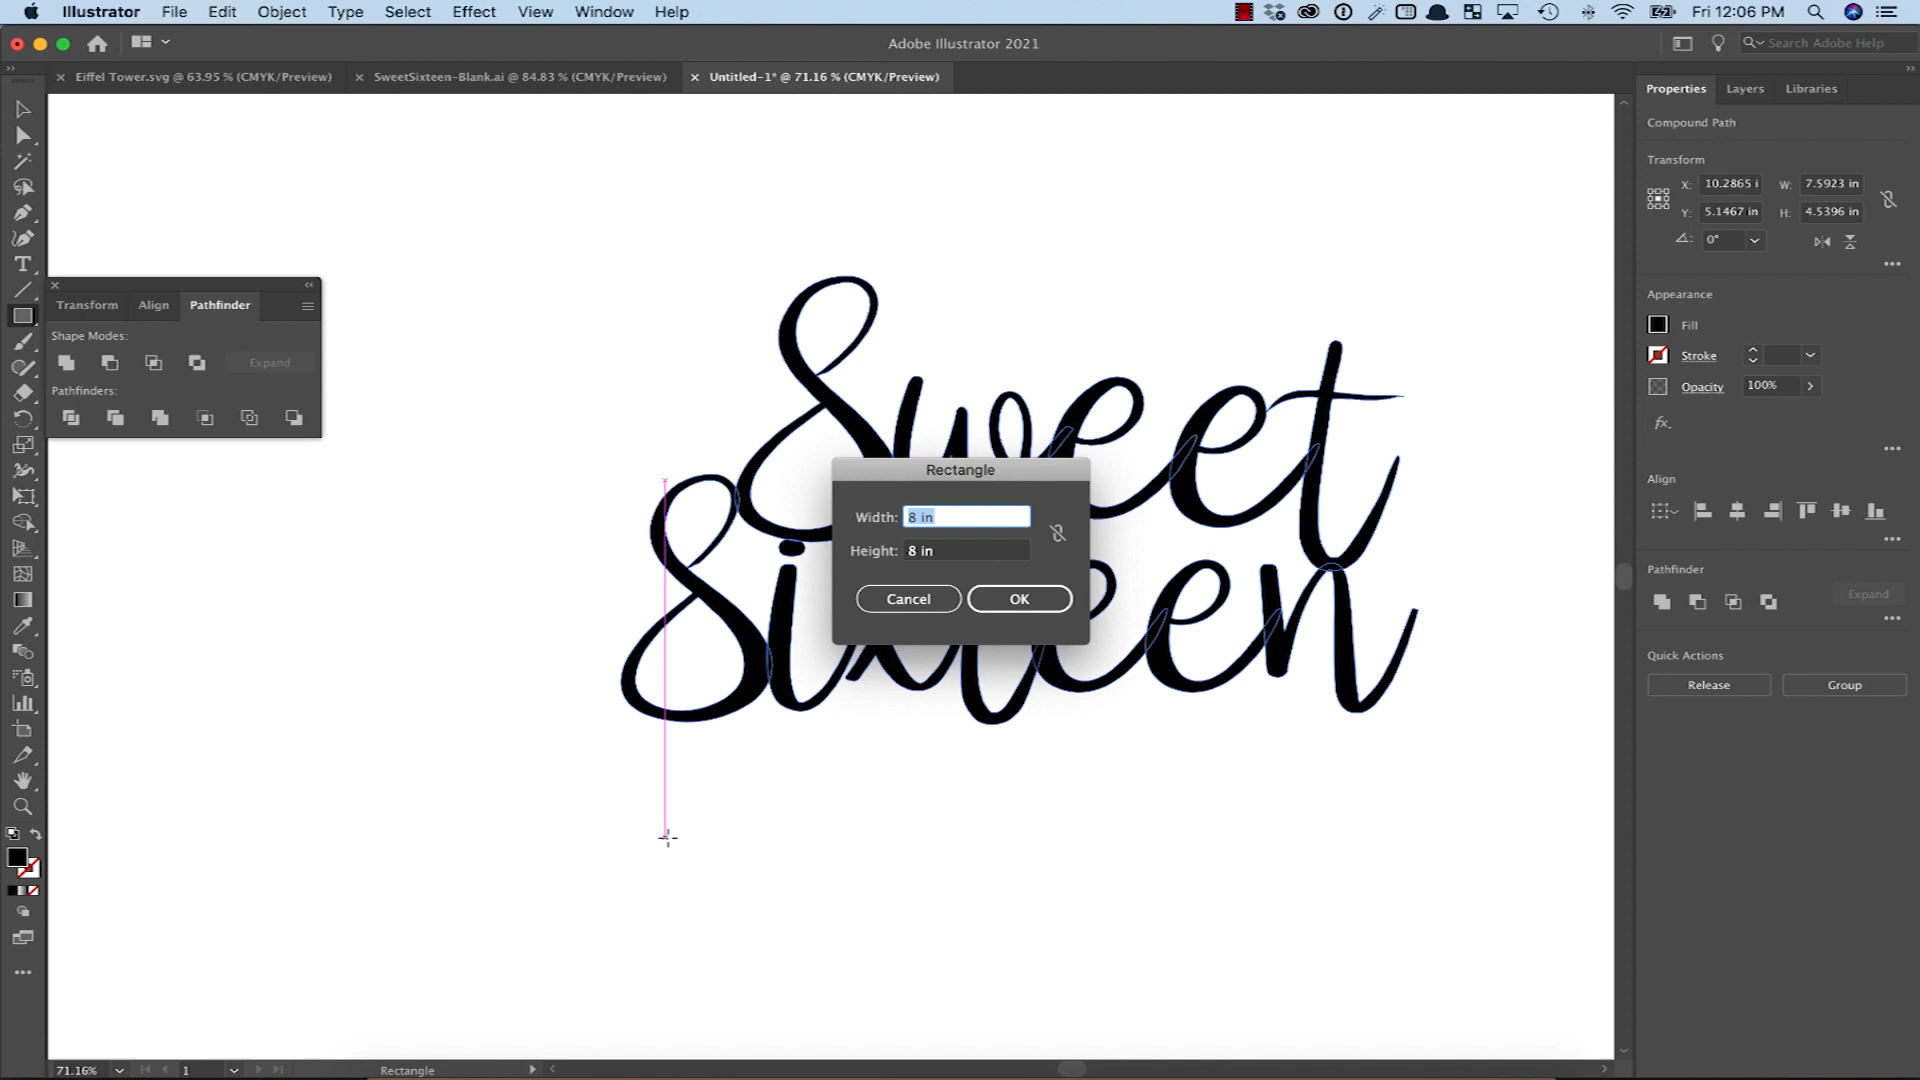 Illustrator File Edit Object Type Select Effect View Window Help Fri 12:06 PM
Adobe Illustrator 2021
Search Adobe Help
Eiffel Tower.svg @ 63.95 % (CMYK/Preview)
SweetSixteen-Blank.ai @ 84.83 % (CMYK/Preview)
Untitled-1* @ 71.16 % (CMYK/Preview)
Properties Layers Libraries
Compound Path
Transform
X: 10.2865 i W: 7.5923 in
Y: 5.1467 in H: 4.5396 in
0°
Appearance
Fill
Stroke
Opacity 100%
fx.
Align
Pathfinder
Expand
Quick Actions
Release Group
Transform Align Pathfinder
Shape Modes:
Expand
Pathfinders:
Sweet
Sixteen
Rectangle
Width: 8 in
Height: 8 in
Cancel OK
71.16% 1 Rectangle